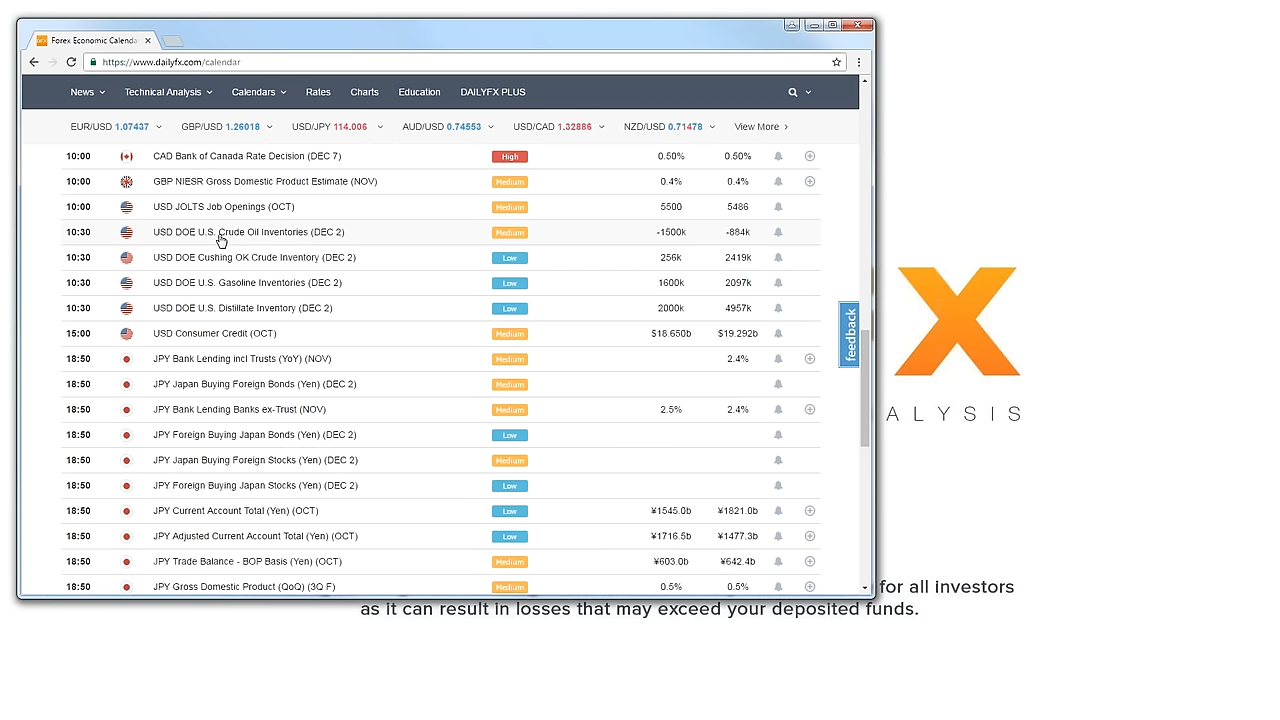 Forex Economic Calenda
https://www.dailyfx.com/calendar
News Technical Analysis Calendars Rates Charts Education DAILYFX PLUS
EUR/USD 1.07437 GBP/USD 1.26018 USD/JPY 114.006 AUD/USD 0.74553 USD/CAD 1.32886 NZD/USD 0.71478 View More
10:00 CAD Bank of Canada Rate Decision (DEC 7) High 0.50% 0.50%
10:00 GBP NIESR Gross Domestic Product Estimate (NOV) Medium 0.4% 0.4%
10:00 USD JOLTS Job Openings (OCT) Medium 5500 5486
10:30 USD DOE U.S. Crude Oil Inventories (DEC 2) Medium -1500k -884k
10:30 USD DOE Cushing OK Crude Inventory (DEC 2) Low 256k 2419k
10:30 USD DOE U.S. Gasoline Inventories (DEC 2) Low 1600k 2097k
10:30 USD DOE U.S. Distillate Inventory (DEC 2) Low 2000k 4957k
15:00 USD Consumer Credit (OCT) Medium $18.650b $19.292b
18:50 JPY Bank Lending incl Trusts (YoY) (NOV) Medium 2.4%
18:50 JPY Japan Buying Foreign Bonds (Yen) (DEC 2) Medium
18:50 JPY Bank Lending Banks ex-Trust (NOV) Medium 2.5% 2.4%
18:50 JPY Foreign Buying Japan Bonds (Yen) (DEC 2) Low
18:50 JPY Japan Buying Foreign Stocks (Yen) (DEC 2) Medium
18:50 JPY Foreign Buying Japan Stocks (Yen) (DEC 2) Low
18:50 JPY Current Account Total (Yen) (OCT) Low ¥1545.0b ¥1821.0b
18:50 JPY Adjusted Current Account Total (Yen) (OCT) Low ¥1716.5b ¥1477.3b
18:50 JPY Trade Balance - BOP Basis (Yen) (OCT) Medium ¥603.0b ¥642.4b
18:50 JPY Gross Domestic Product (QoQ) (3Q F) Medium 0.5% 0.5%
feedback
X
ALYSIS
for all investors
as it can result in losses that may exceed your deposited funds.